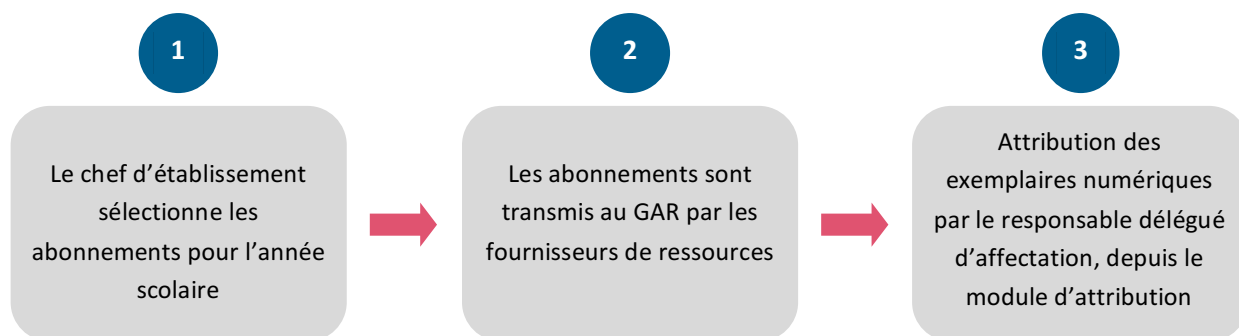 1
Le chef d’établissement
sélectionne les
abonnements pour l’année
scolaire
2
Les abonnements sont
transmis au GAR par les
fournisseurs de ressources
3
Attribution des
exemplaires numériques
par le responsable délégué
d’affectation, depuis le
module d’attribution